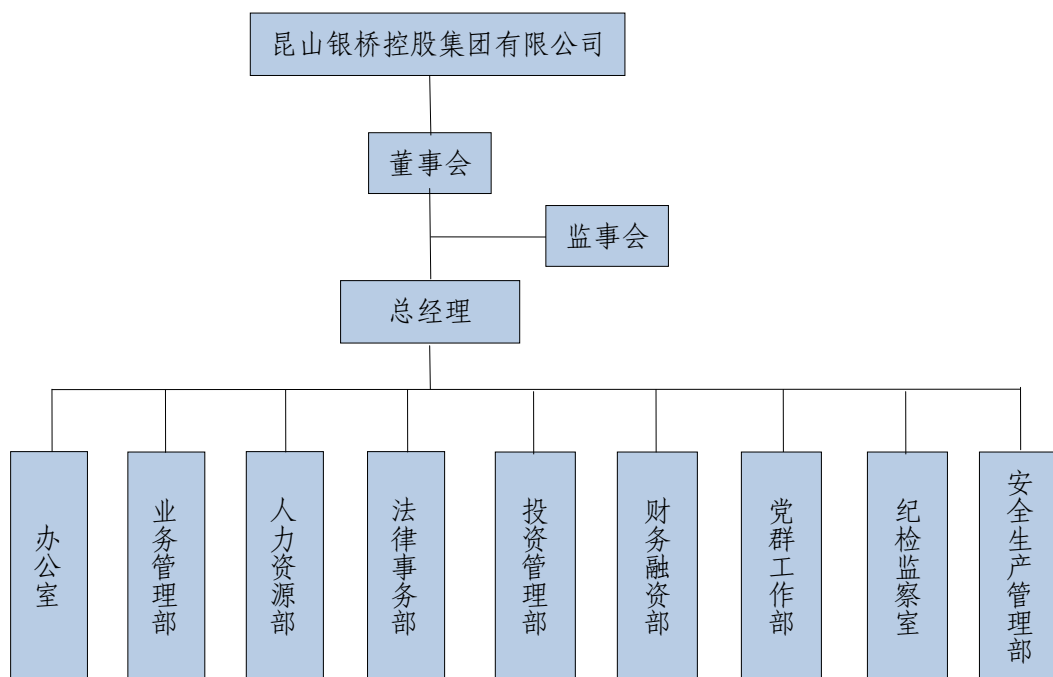 昆山银桥控股集团有限公司
董事会
监事会
总经理
办公室
业务管理部
人力资源部
法律事务部
投资管理部
财务融资部
党群工作部
纪检监察室
安全生产管理部